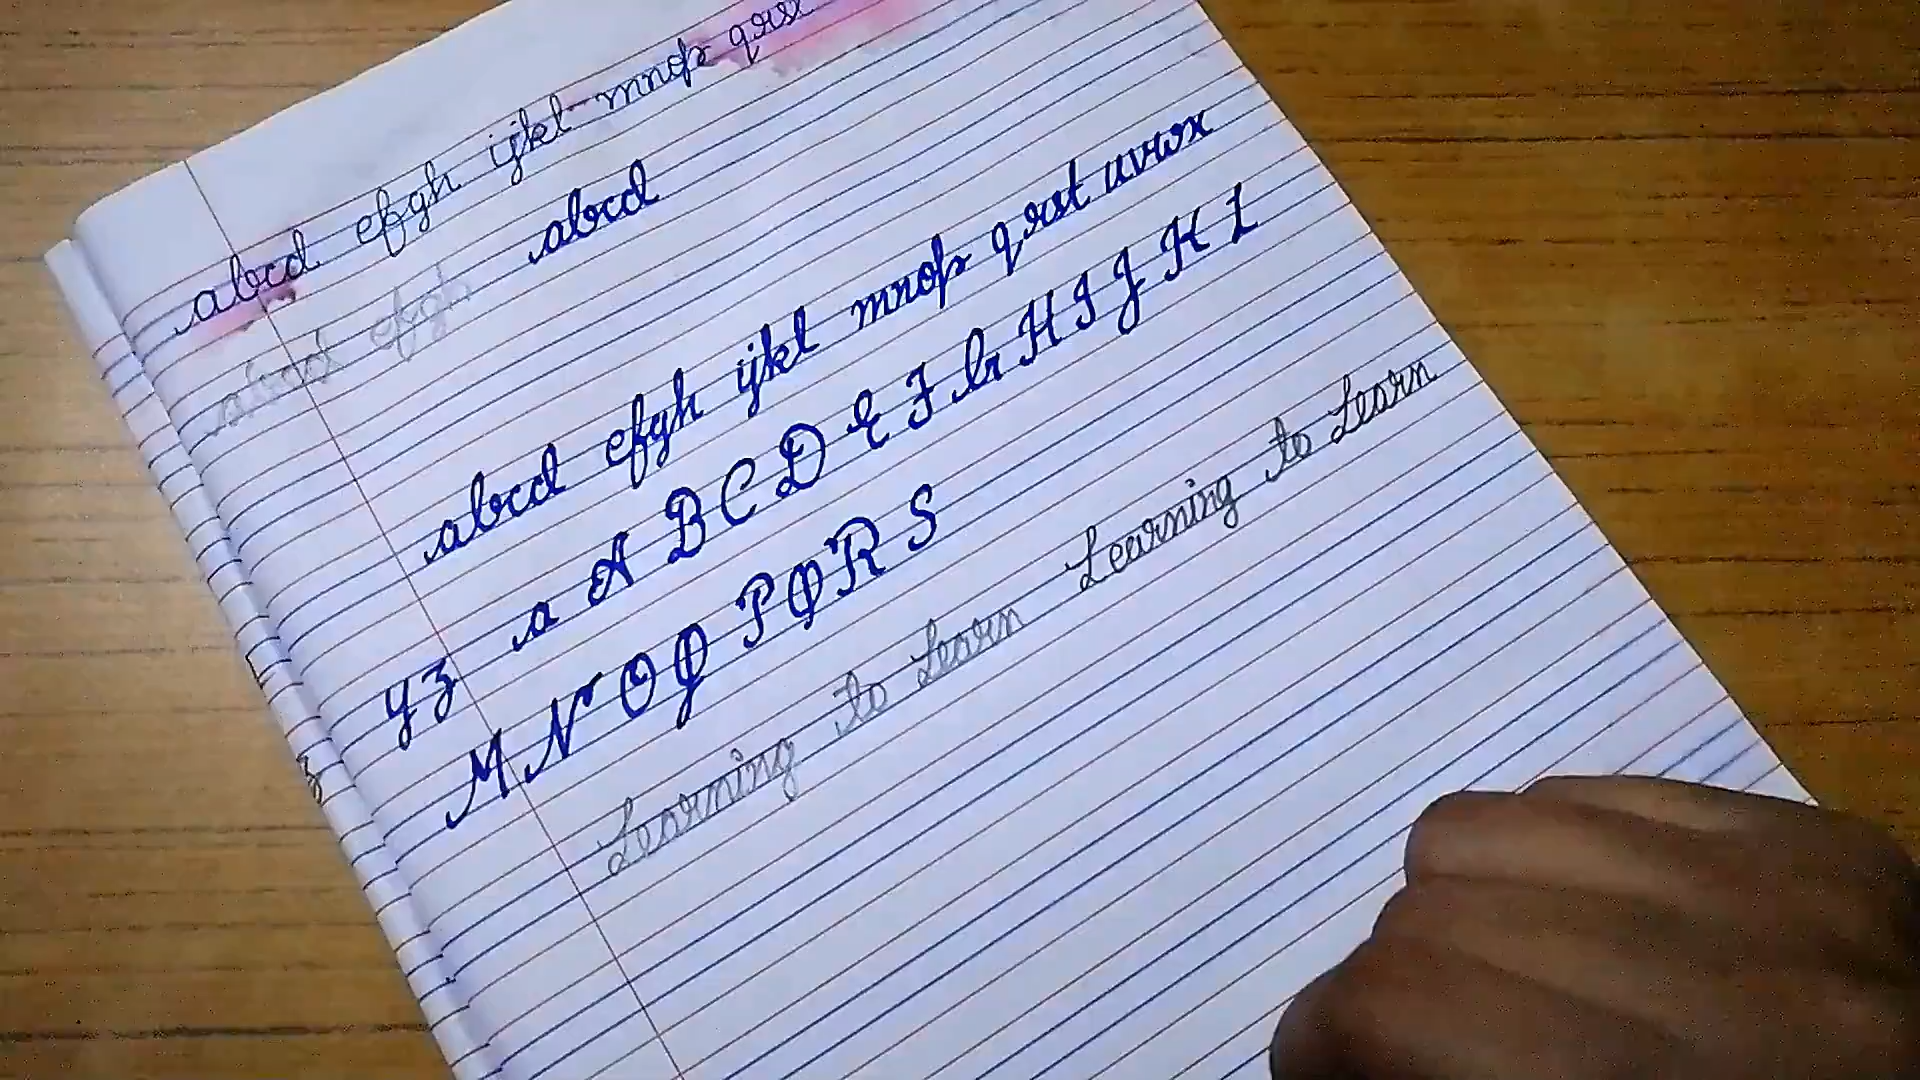 abcd efgh ijkl mnop qrs
abcd efgh abcd
abcd efgh ijkl mnop qrst uvwx
yz a A B C D E F G H I J K L
M N O Q P Q R S
Learning to Learn Learning to Learn